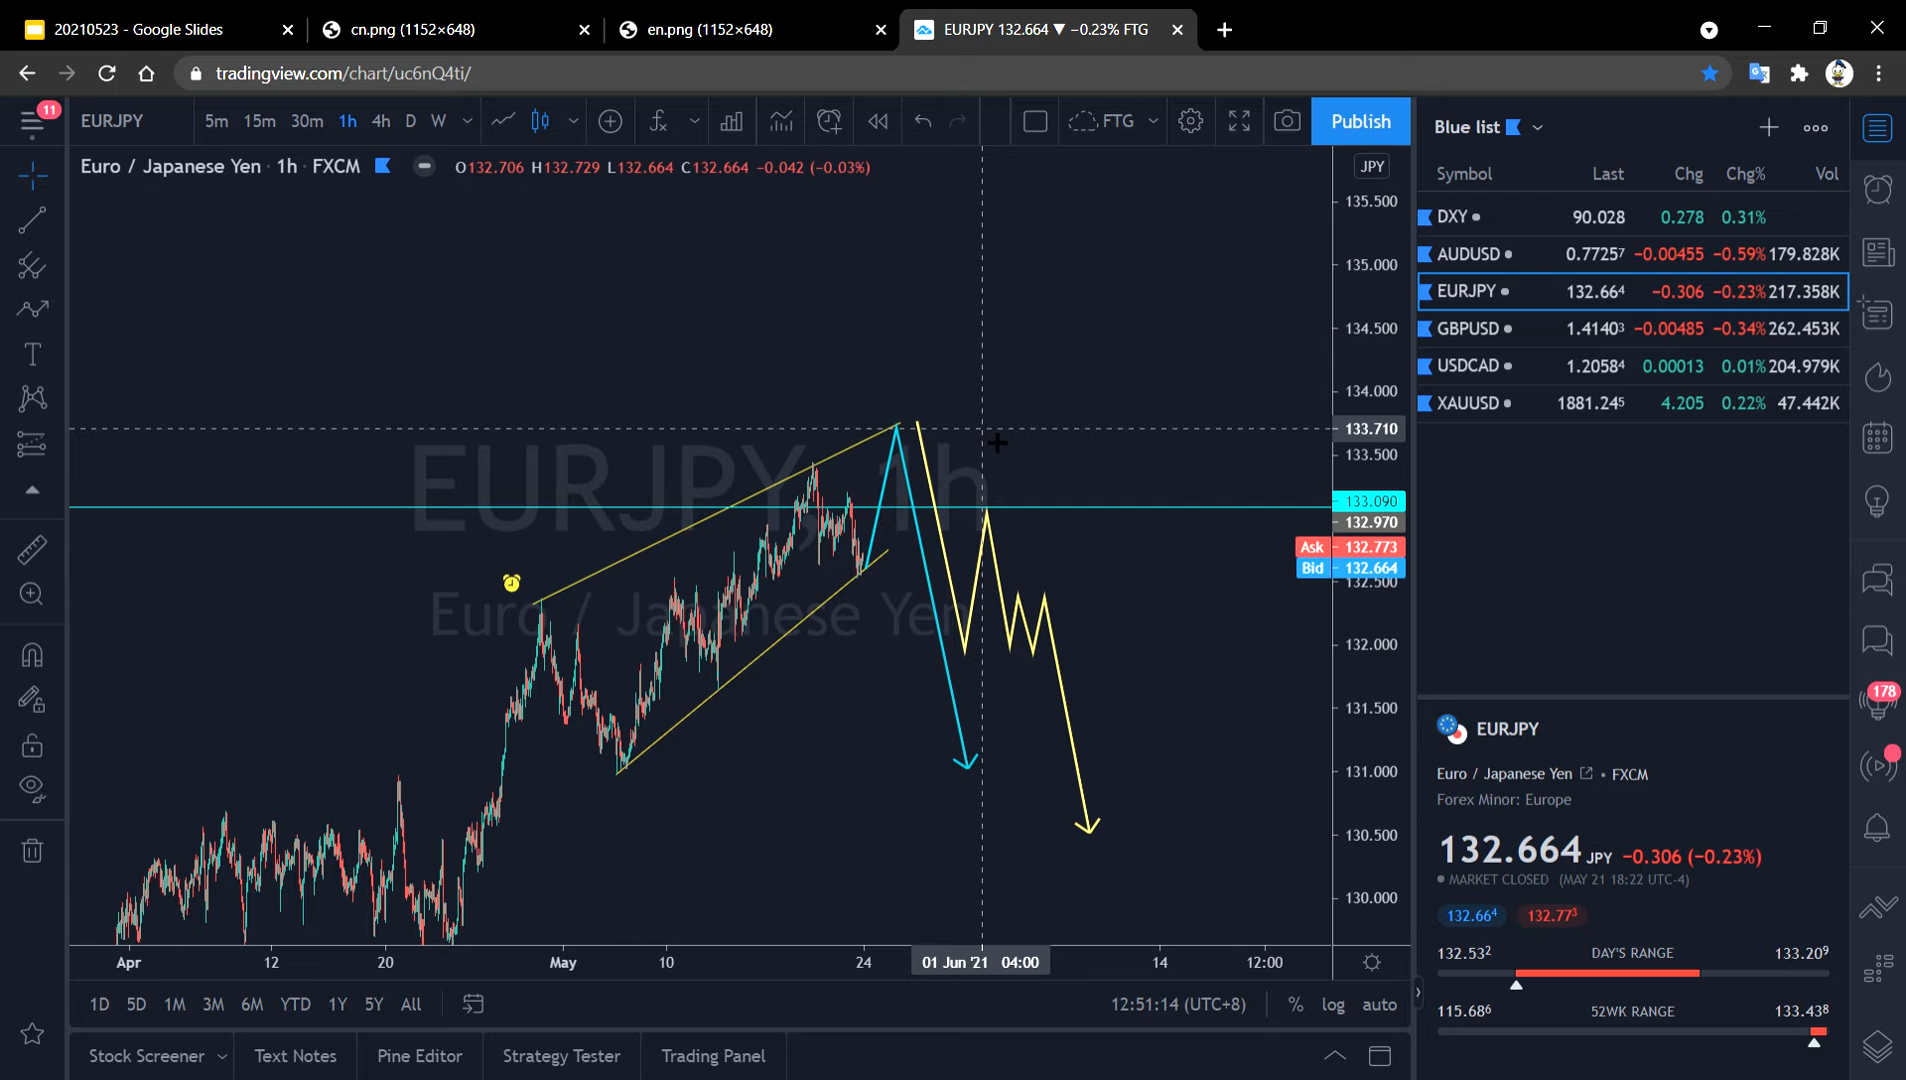 20210523 - Google Slides
cn.png (1152×648)
en.png (1152×648)
EURJPY 132.664 ▼ −0.23% FTG
tradingview.com/chart/uc6nQ4ti/
11
EURJPY 5m 15m 30m 1h 4h D W FTG Publish
Euro / Japanese Yen · 1h · FXCM O132.706 H132.729 L132.664 C132.664 −0.042 (−0.03%)
JPY
135.500
135.000
134.500
134.000
133.710
133.500
133.090
132.970
Ask 132.773
Bid 132.664
132.500
132.000
131.500
131.000
130.500
130.000
EURJPY, 1h
Euro / Japanese Yen
Apr 12 20 May 10 24 01 Jun '21 04:00 14 12:00
1D 5D 1M 3M 6M YTD 1Y 5Y All 12:51:14 (UTC+8) % log auto
Stock Screener Text Notes Pine Editor Strategy Tester Trading Panel
Blue list
Symbol Last Chg Chg% Vol
DXY 90.028 0.278 0.31%
AUDUSD 0.77257 −0.00455 −0.59% 179.828K
EURJPY 132.664 −0.306 −0.23% 217.358K
GBPUSD 1.41403 −0.00485 −0.34% 262.453K
USDCAD 1.20584 0.00013 0.01% 204.979K
XAUUSD 1881.245 4.205 0.22% 47.442K
178
EURJPY
Euro / Japanese Yen · FXCM
Forex Minor: Europe
132.664 JPY −0.306 (−0.23%)
MARKET CLOSED (MAY 21 18:22 UTC-4)
132.664 132.773
132.532 DAY'S RANGE 133.209
115.686 52WK RANGE 133.438